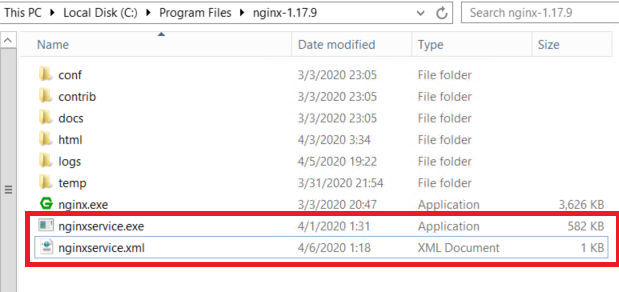 This PC ▸ Local Disk (C:) ▸ Program Files ▸ nginx-1.17.9 Search nginx-1.17.9
Name Date modified Type Size
conf 3/3/2020 23:05 File folder
contrib 3/3/2020 23:05 File folder
docs 3/3/2020 23:05 File folder
html 4/3/2020 3:34 File folder
logs 4/5/2020 19:22 File folder
temp 3/31/2020 21:54 File folder
nginx.exe 3/3/2020 20:47 Application 3,626 KB
nginxservice.exe 4/1/2020 1:31 Application 582 KB
nginxservice.xml 4/6/2020 1:18 XML Document 1 KB